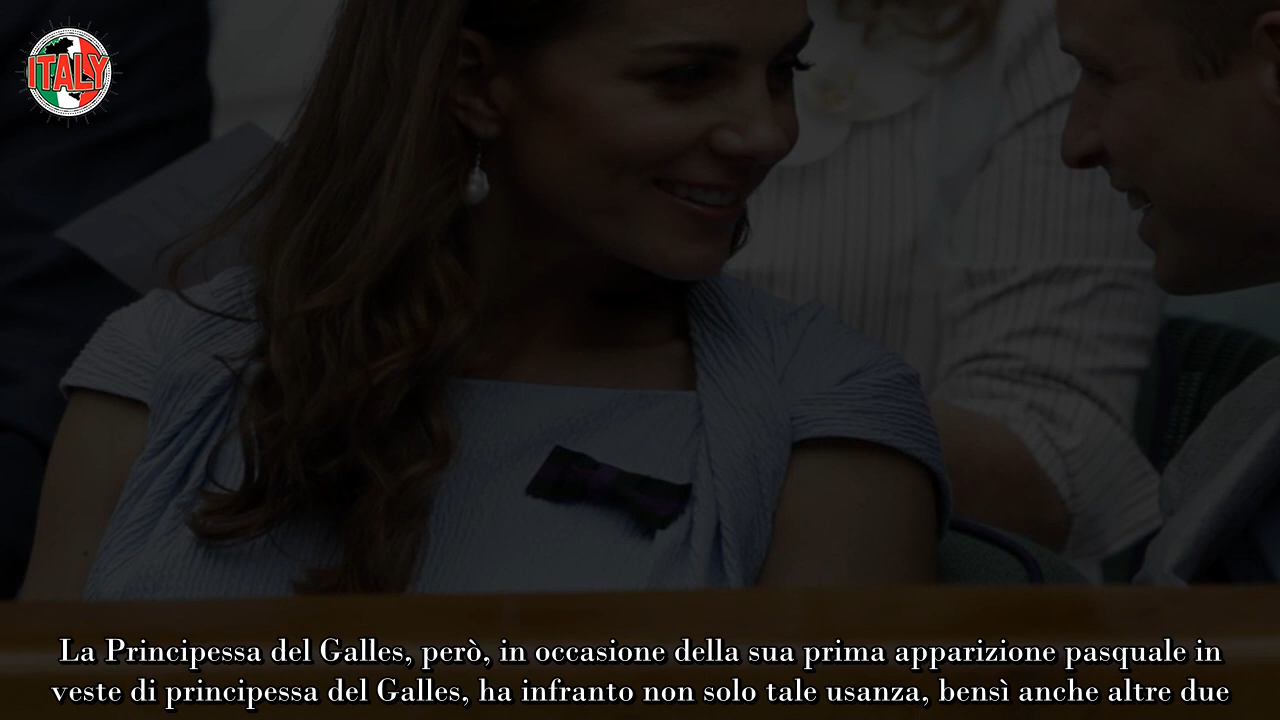 ITALY
La Principessa del Galles, però, in occasione della sua prima apparizione pasquale in
veste di principessa del Galles, ha infranto non solo tale usanza, bensì anche altre due